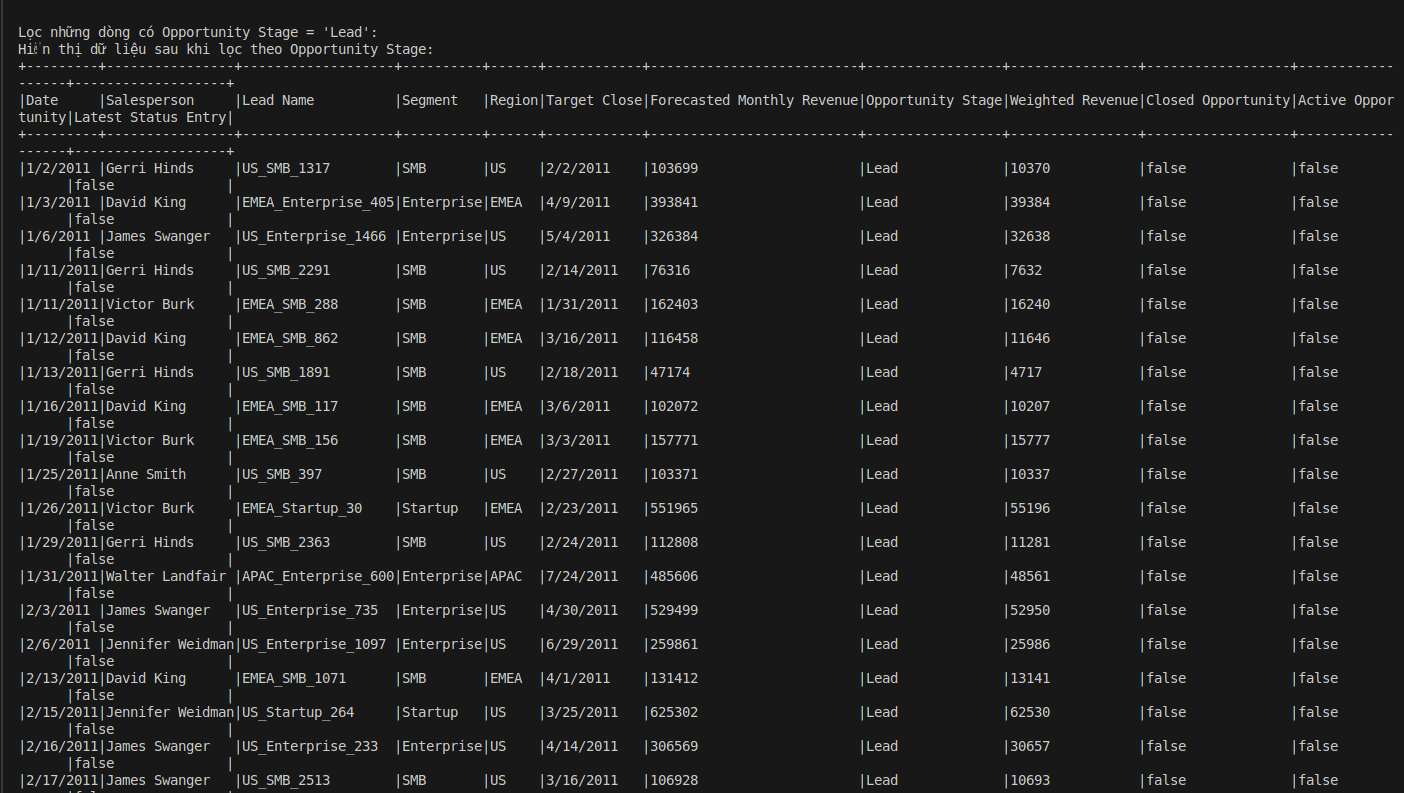 Lọc những dòng có Opportunity Stage = 'Lead':
Hiển thị dữ liệu sau khi lọc theo Opportunity Stage:
+---------+----------------+-------------------+----------+------+------------+--------------------------+-----------------+----------------+------------------+------------
------+-------------------+
|Date     |Salesperson     |Lead Name          |Segment   |Region|Target Close|Forecasted Monthly Revenue|Opportunity Stage|Weighted Revenue|Closed Opportunity|Active Oppor
tunity|Latest Status Entry|
+---------+----------------+-------------------+----------+------+------------+--------------------------+-----------------+----------------+------------------+------------
------+-------------------+
|1/2/2011 |Gerri Hinds     |US_SMB_1317        |SMB       |US    |2/2/2011    |103699                    |Lead             |10370           |false             |false
      |false              |
|1/3/2011 |David King      |EMEA_Enterprise_405|Enterprise|EMEA  |4/9/2011    |393841                    |Lead             |39384           |false             |false
      |false              |
|1/6/2011 |James Swanger   |US_Enterprise_1466 |Enterprise|US    |5/4/2011    |326384                    |Lead             |32638           |false             |false
      |false              |
|1/11/2011|Gerri Hinds     |US_SMB_2291        |SMB       |US    |2/14/2011   |76316                     |Lead             |7632            |false             |false
      |false              |
|1/11/2011|Victor Burk     |EMEA_SMB_288       |SMB       |EMEA  |1/31/2011   |162403                    |Lead             |16240           |false             |false
      |false              |
|1/12/2011|David King      |EMEA_SMB_862       |SMB       |EMEA  |3/16/2011   |116458                    |Lead             |11646           |false             |false
      |false              |
|1/13/2011|Gerri Hinds     |US_SMB_1891        |SMB       |US    |2/18/2011   |47174                     |Lead             |4717            |false             |false
      |false              |
|1/16/2011|David King      |EMEA_SMB_117       |SMB       |EMEA  |3/6/2011    |102072                    |Lead             |10207           |false             |false
      |false              |
|1/19/2011|Victor Burk     |EMEA_SMB_156       |SMB       |EMEA  |3/3/2011    |157771                    |Lead             |15777           |false             |false
      |false              |
|1/25/2011|Anne Smith      |US_SMB_397         |SMB       |US    |2/27/2011   |103371                    |Lead             |10337           |false             |false
      |false              |
|1/26/2011|Victor Burk     |EMEA_Startup_30    |Startup   |EMEA  |2/23/2011   |551965                    |Lead             |55196           |false             |false
      |false              |
|1/29/2011|Gerri Hinds     |US_SMB_2363        |SMB       |US    |2/24/2011   |112808                    |Lead             |11281           |false             |false
      |false              |
|1/31/2011|Walter Landfair |APAC_Enterprise_600|Enterprise|APAC  |7/24/2011   |485606                    |Lead             |48561           |false             |false
      |false              |
|2/3/2011 |James Swanger   |US_Enterprise_735  |Enterprise|US    |4/30/2011   |529499                    |Lead             |52950           |false             |false
      |false              |
|2/6/2011 |Jennifer Weidman|US_Enterprise_1097 |Enterprise|US    |6/29/2011   |259861                    |Lead             |25986           |false             |false
      |false              |
|2/13/2011|David King      |EMEA_SMB_1071      |SMB       |EMEA  |4/1/2011    |131412                    |Lead             |13141           |false             |false
      |false              |
|2/15/2011|Jennifer Weidman|US_Startup_264     |Startup   |US    |3/25/2011   |625302                    |Lead             |62530           |false             |false
      |false              |
|2/16/2011|James Swanger   |US_Enterprise_233  |Enterprise|US    |4/14/2011   |306569                    |Lead             |30657           |false             |false
      |false              |
|2/17/2011|James Swanger   |US_SMB_2513        |SMB       |US    |3/16/2011   |106928                    |Lead             |10693           |false             |false